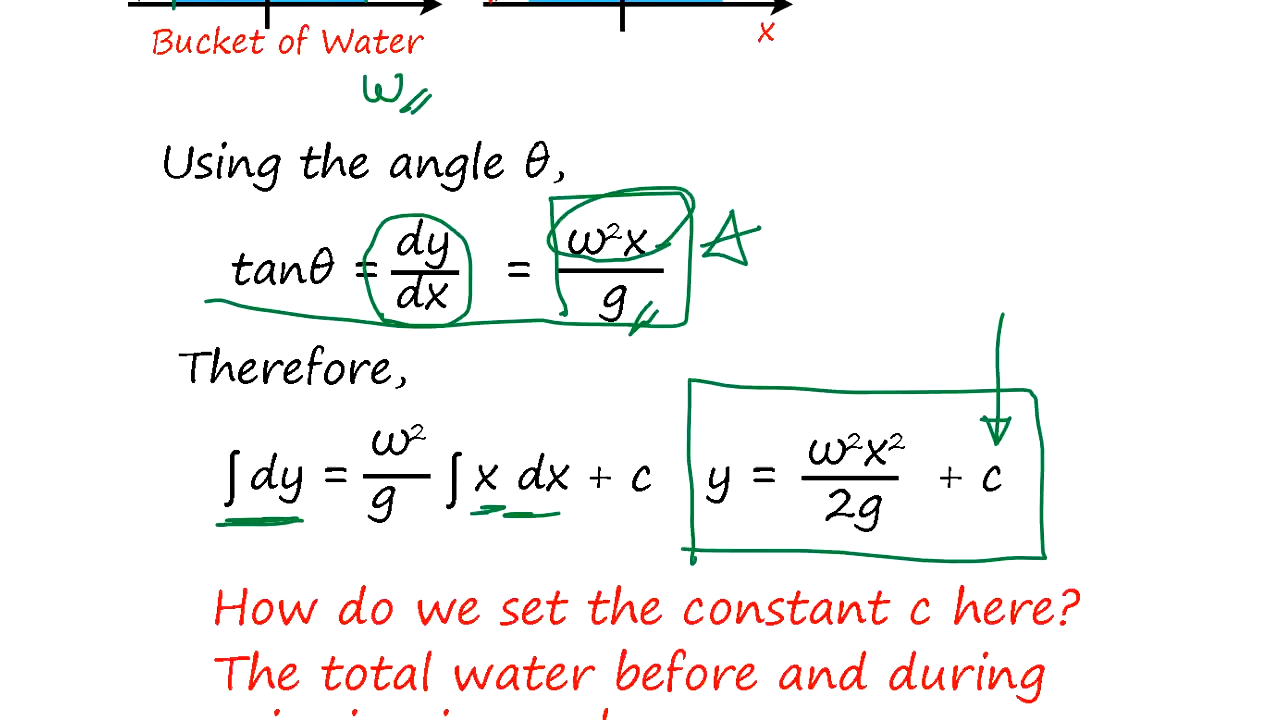 x
Bucket of Water
ω
Using the angle θ,
tanθ = dy/dx = ω²x/g
Therefore,
∫dy = ω²/g ∫x dx + c y = ω²x²/2g + c
How do we set the constant c here?
The total water before and during